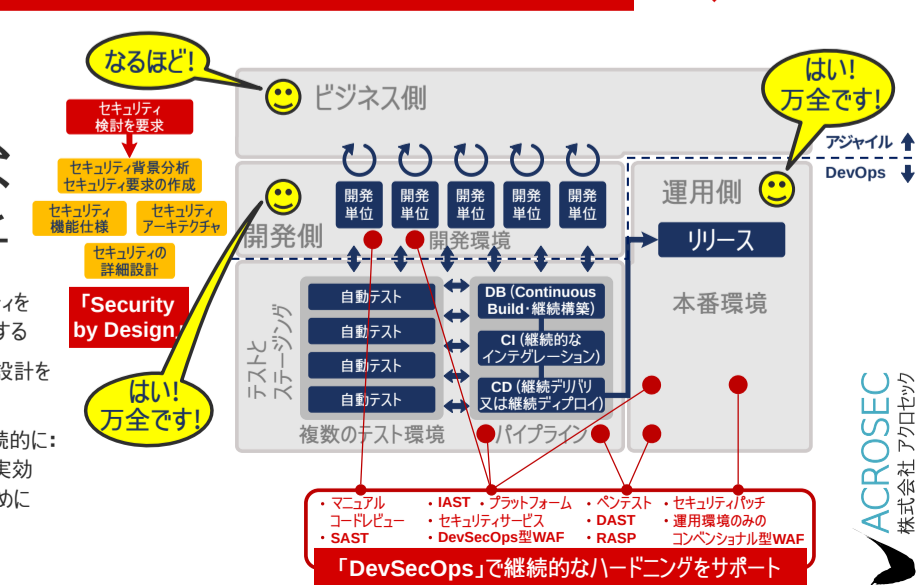 なるほど!
はい!
万全です!
ビジネス側
セキュリティ
検討を要求
アジャイル
DevOps
セキュリティ背景分析
セキュリティ要求の作成
セキュリティ
機能仕様
セキュリティ
アーキテクチャ
セキュリティの
詳細設計
「Security
by Design」
開発
単位
開発
単位
開発
単位
開発
単位
開発
単位
開発側
開発環境
運用側
リリース
本番環境
テストと
ステージング
自動テスト
自動テスト
自動テスト
自動テスト
DB (Continuous
Build・継続構築)
CI (継続的な
インテグレーション)
CD (継続デリバリ
又は継続ディプロイ)
複数のテスト環境
パイプライン
はい!
万全です!
ィを
する
設計を
続的に:
実効
めに
・マニュアル
コードレビュー
・SAST
・IAST ・プラットフォーム
・セキュリティサービス
・DevSecOps型WAF
・ペンテスト
・DAST
・RASP
・セキュリティパッチ
・運用環境のみの
コンベンショナル型WAF
「DevSecOps」で継続的なハードニングをサポート
ACROSEC
株式会社 アクロセック